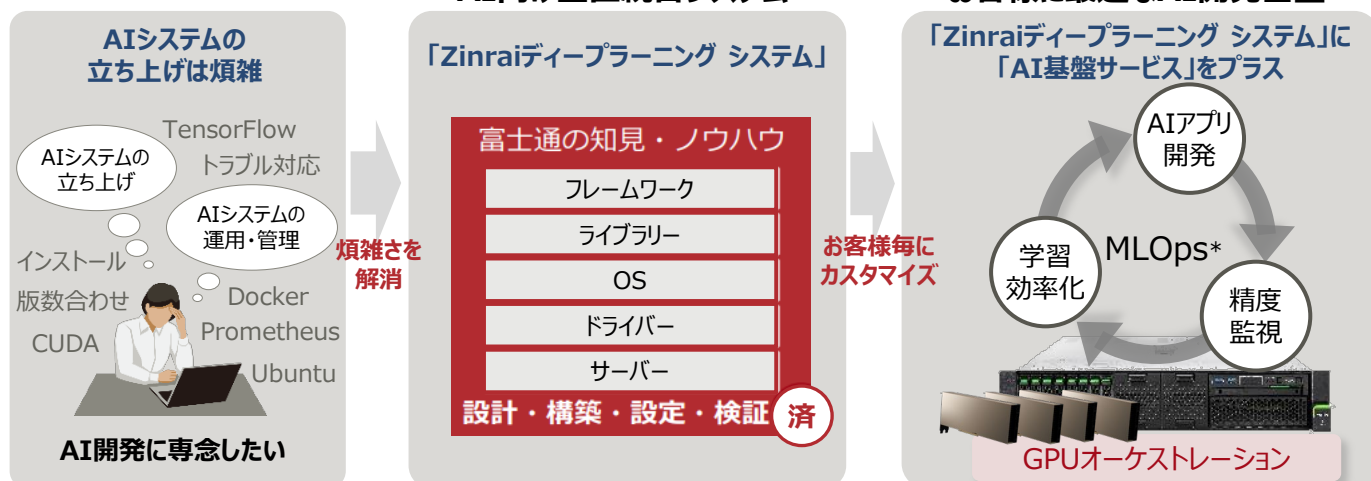 AIシステムの
立ち上げは煩雑
AIシステムの
立ち上げ
TensorFlow
トラブル対応
AIシステムの
運用・管理
インストール
版数合わせ
CUDA
Docker
Prometheus
Ubuntu
AI開発に専念したい
煩雑さを
解消
「Zinraiディープラーニング システム」
富士通の知見・ノウハウ
フレームワーク
ライブラリー
OS
ドライバー
サーバー
設計・構築・設定・検証 済
お客様毎に
カスタマイズ
「Zinraiディープラーニング システム」に
「AI基盤サービス」をプラス
AIアプリ
開発
学習
効率化
MLOps*
精度
監視
GPUオーケストレーション